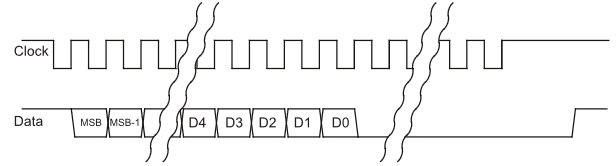 Clock
Data MSB MSB-1 D4 D3 D2 D1 D0